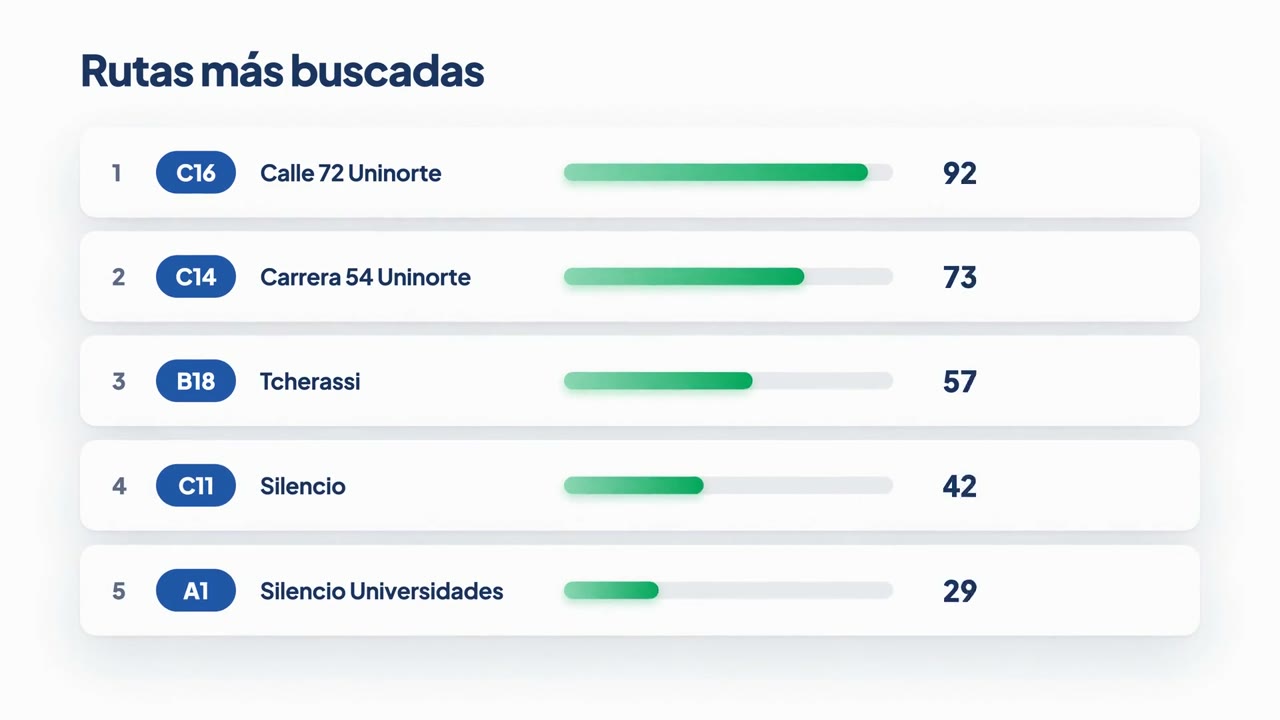 Rutas más buscadas
1 C16 Calle 72 Uninorte 92
2 C14 Carrera 54 Uninorte 73
3 B18 Tcherassi 57
4 C11 Silencio 42
5 A1 Silencio Universidades 29